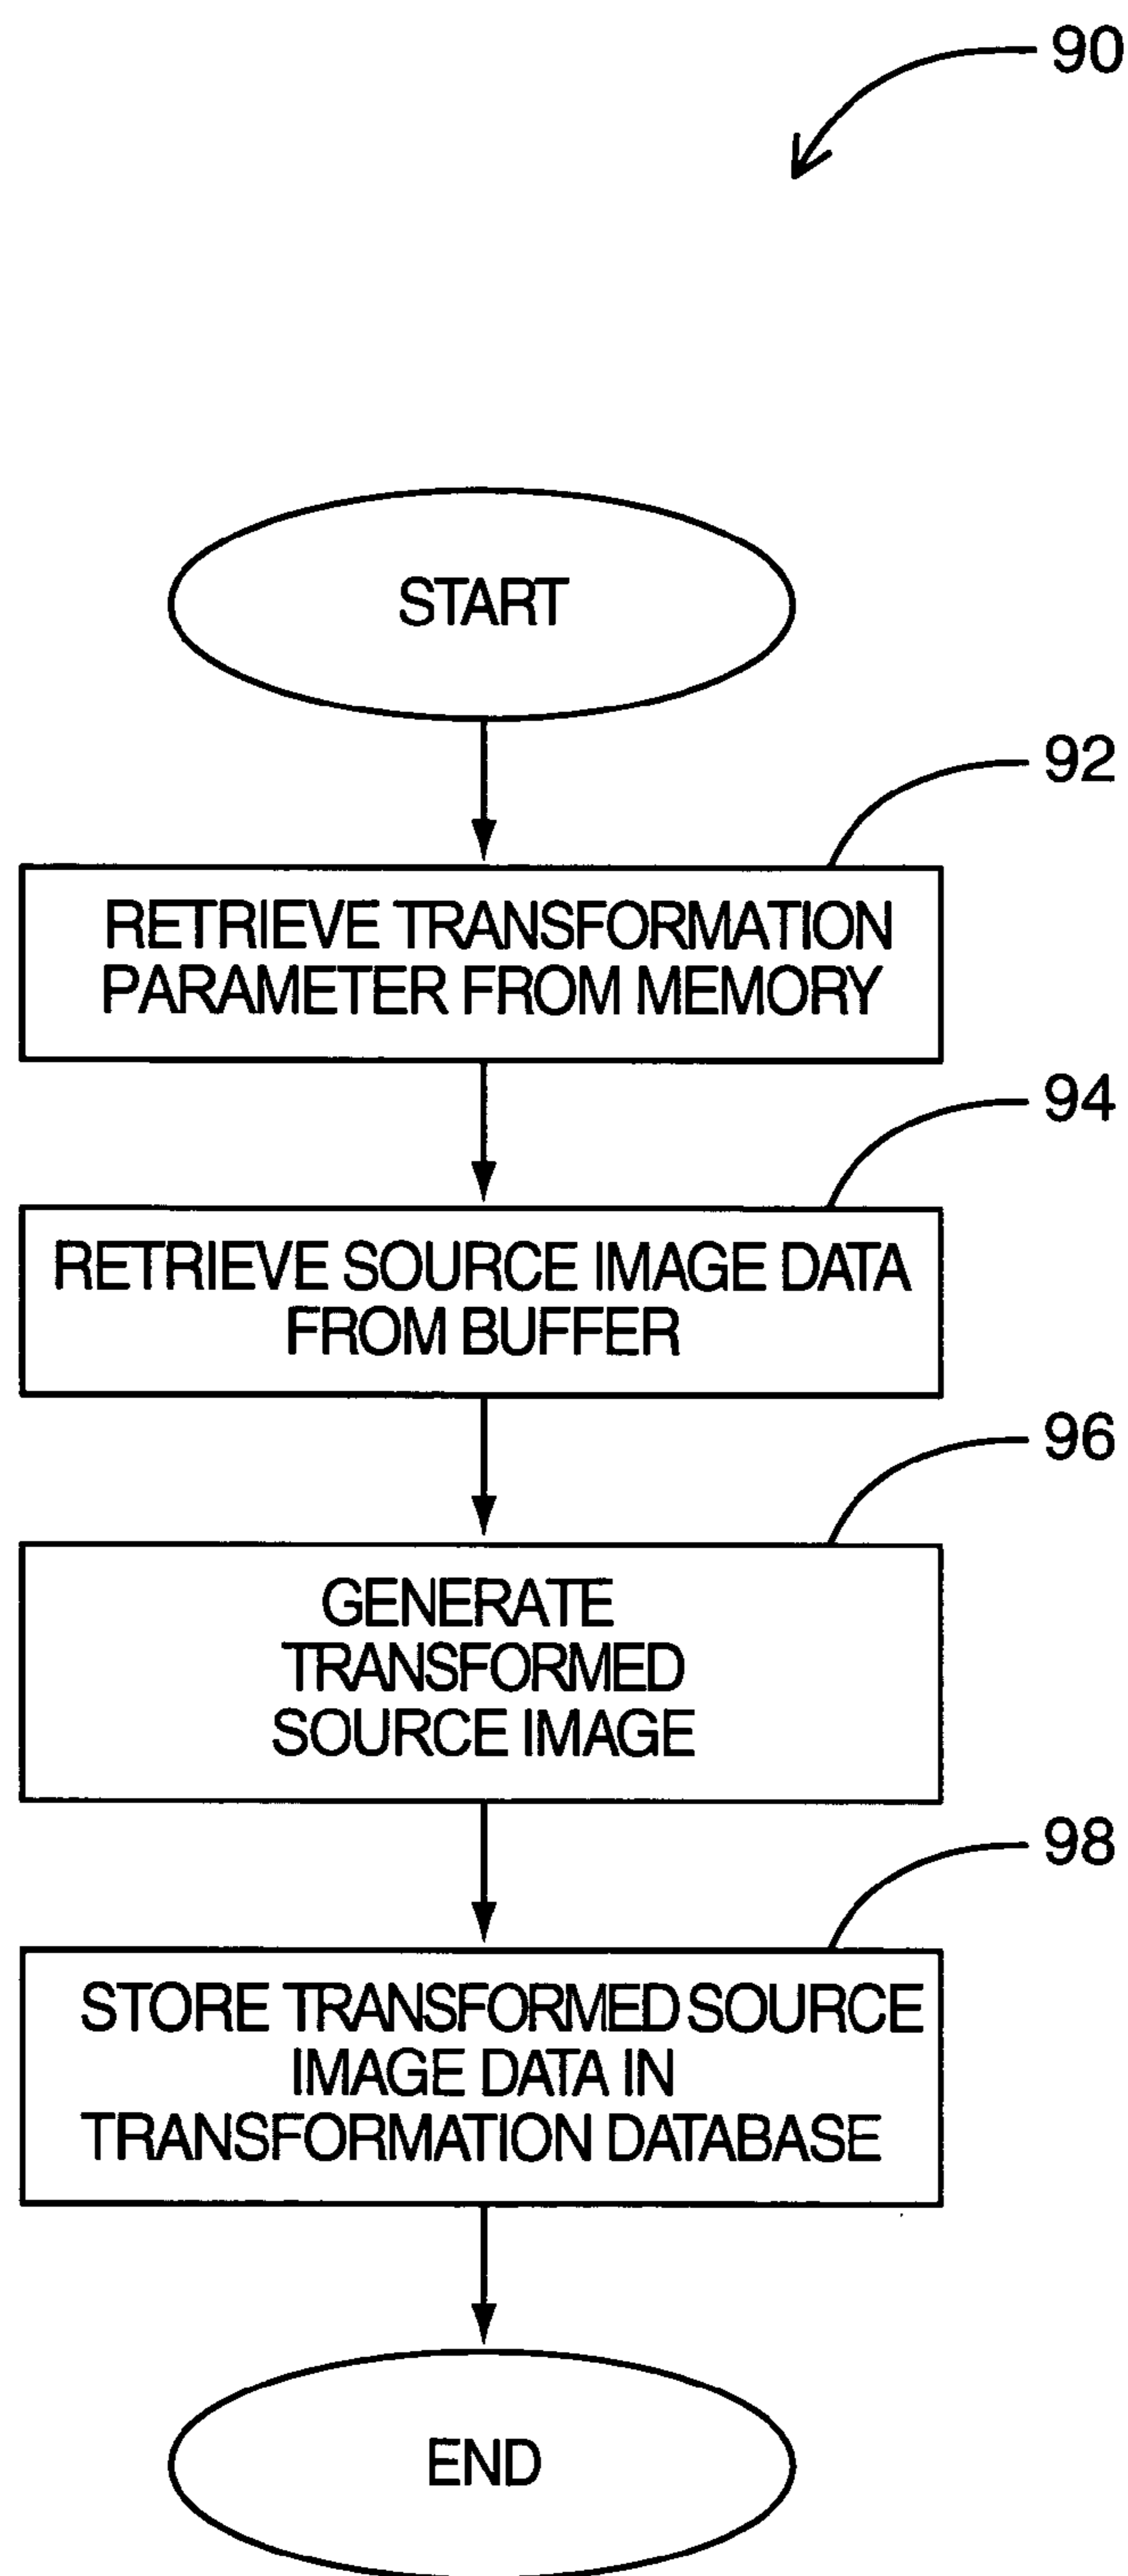 90
START
92
RETRIEVE TRANSFORMATION
PARAMETER FROM MEMORY
94
RETRIEVE SOURCE IMAGE DATA
FROM BUFFER
96
GENERATE
TRANSFORMED
SOURCE IMAGE
98
STORE TRANSFORMED SOURCE
IMAGE DATA IN
TRANSFORMATION DATABASE
END